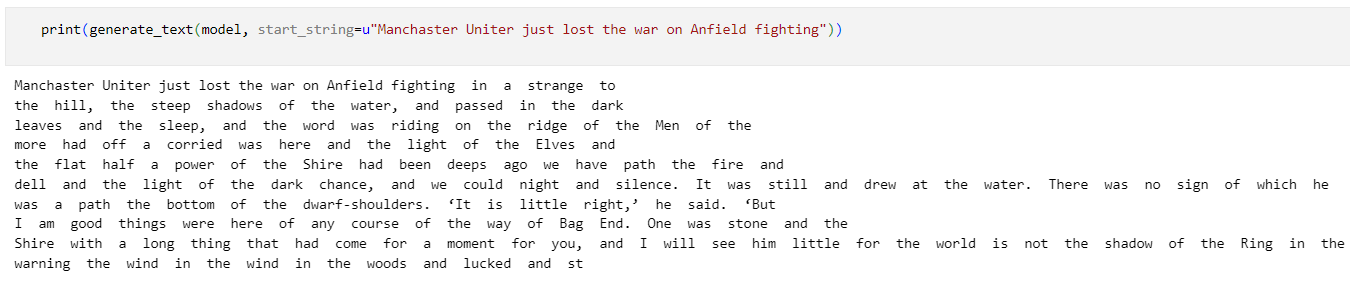 print(generate_text(model, start_string=u"Manchaster Uniter just lost the war on Anfield fighting"))
Manchaster Uniter just lost the war on Anfield fighting in a strange to
the hill, the steep shadows of the water, and passed in the dark
leaves and the sleep, and the word was riding on the ridge of the Men of the
more had off a corried was here and the light of the Elves and
the flat half a power of the Shire had been deeps ago we have path the fire and
dell and the light of the dark chance, and we could night and silence. It was still and drew at the water. There was no sign of which he
was a path the bottom of the dwarf-shoulders. ‘It is little right,’ he said. ‘But
I am good things were here of any course of the way of Bag End. One was stone and the
Shire with a long thing that had come for a moment for you, and I will see him little for the world is not the shadow of the Ring in the
warning the wind in the wind in the woods and lucked and st